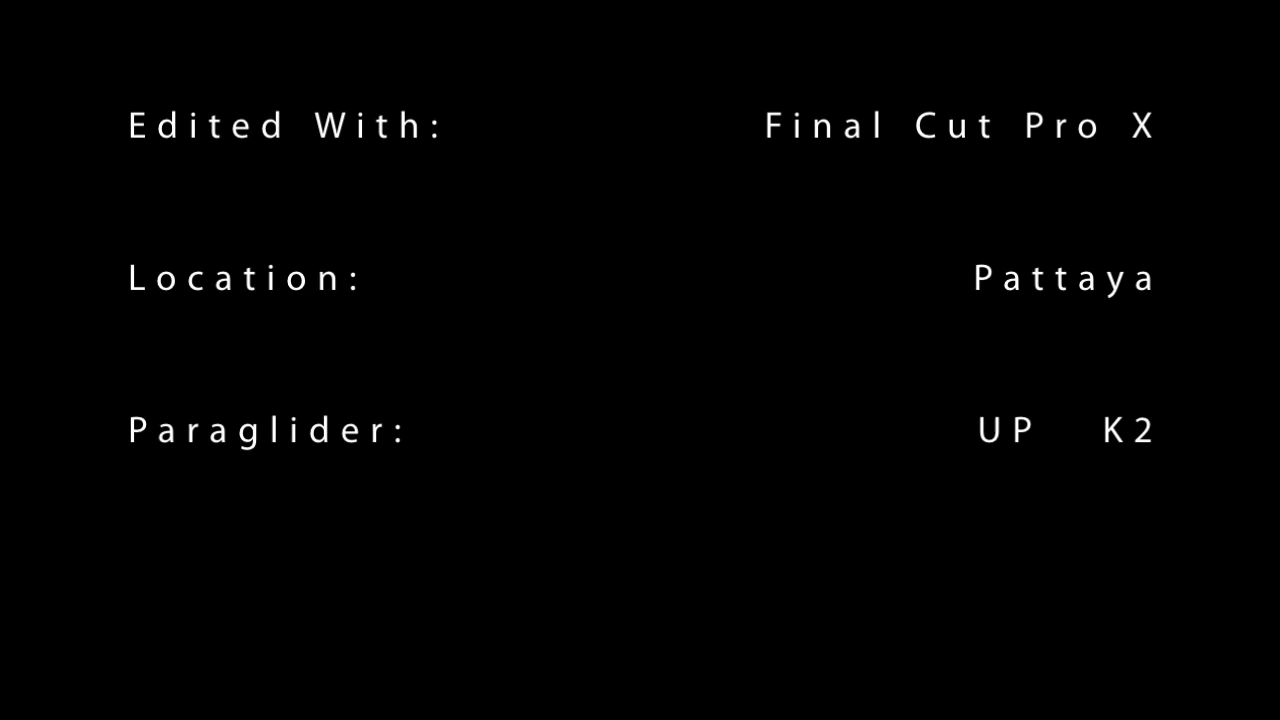 Edited With: Final Cut Pro X
Location: Pattaya
Paraglider: UP K2